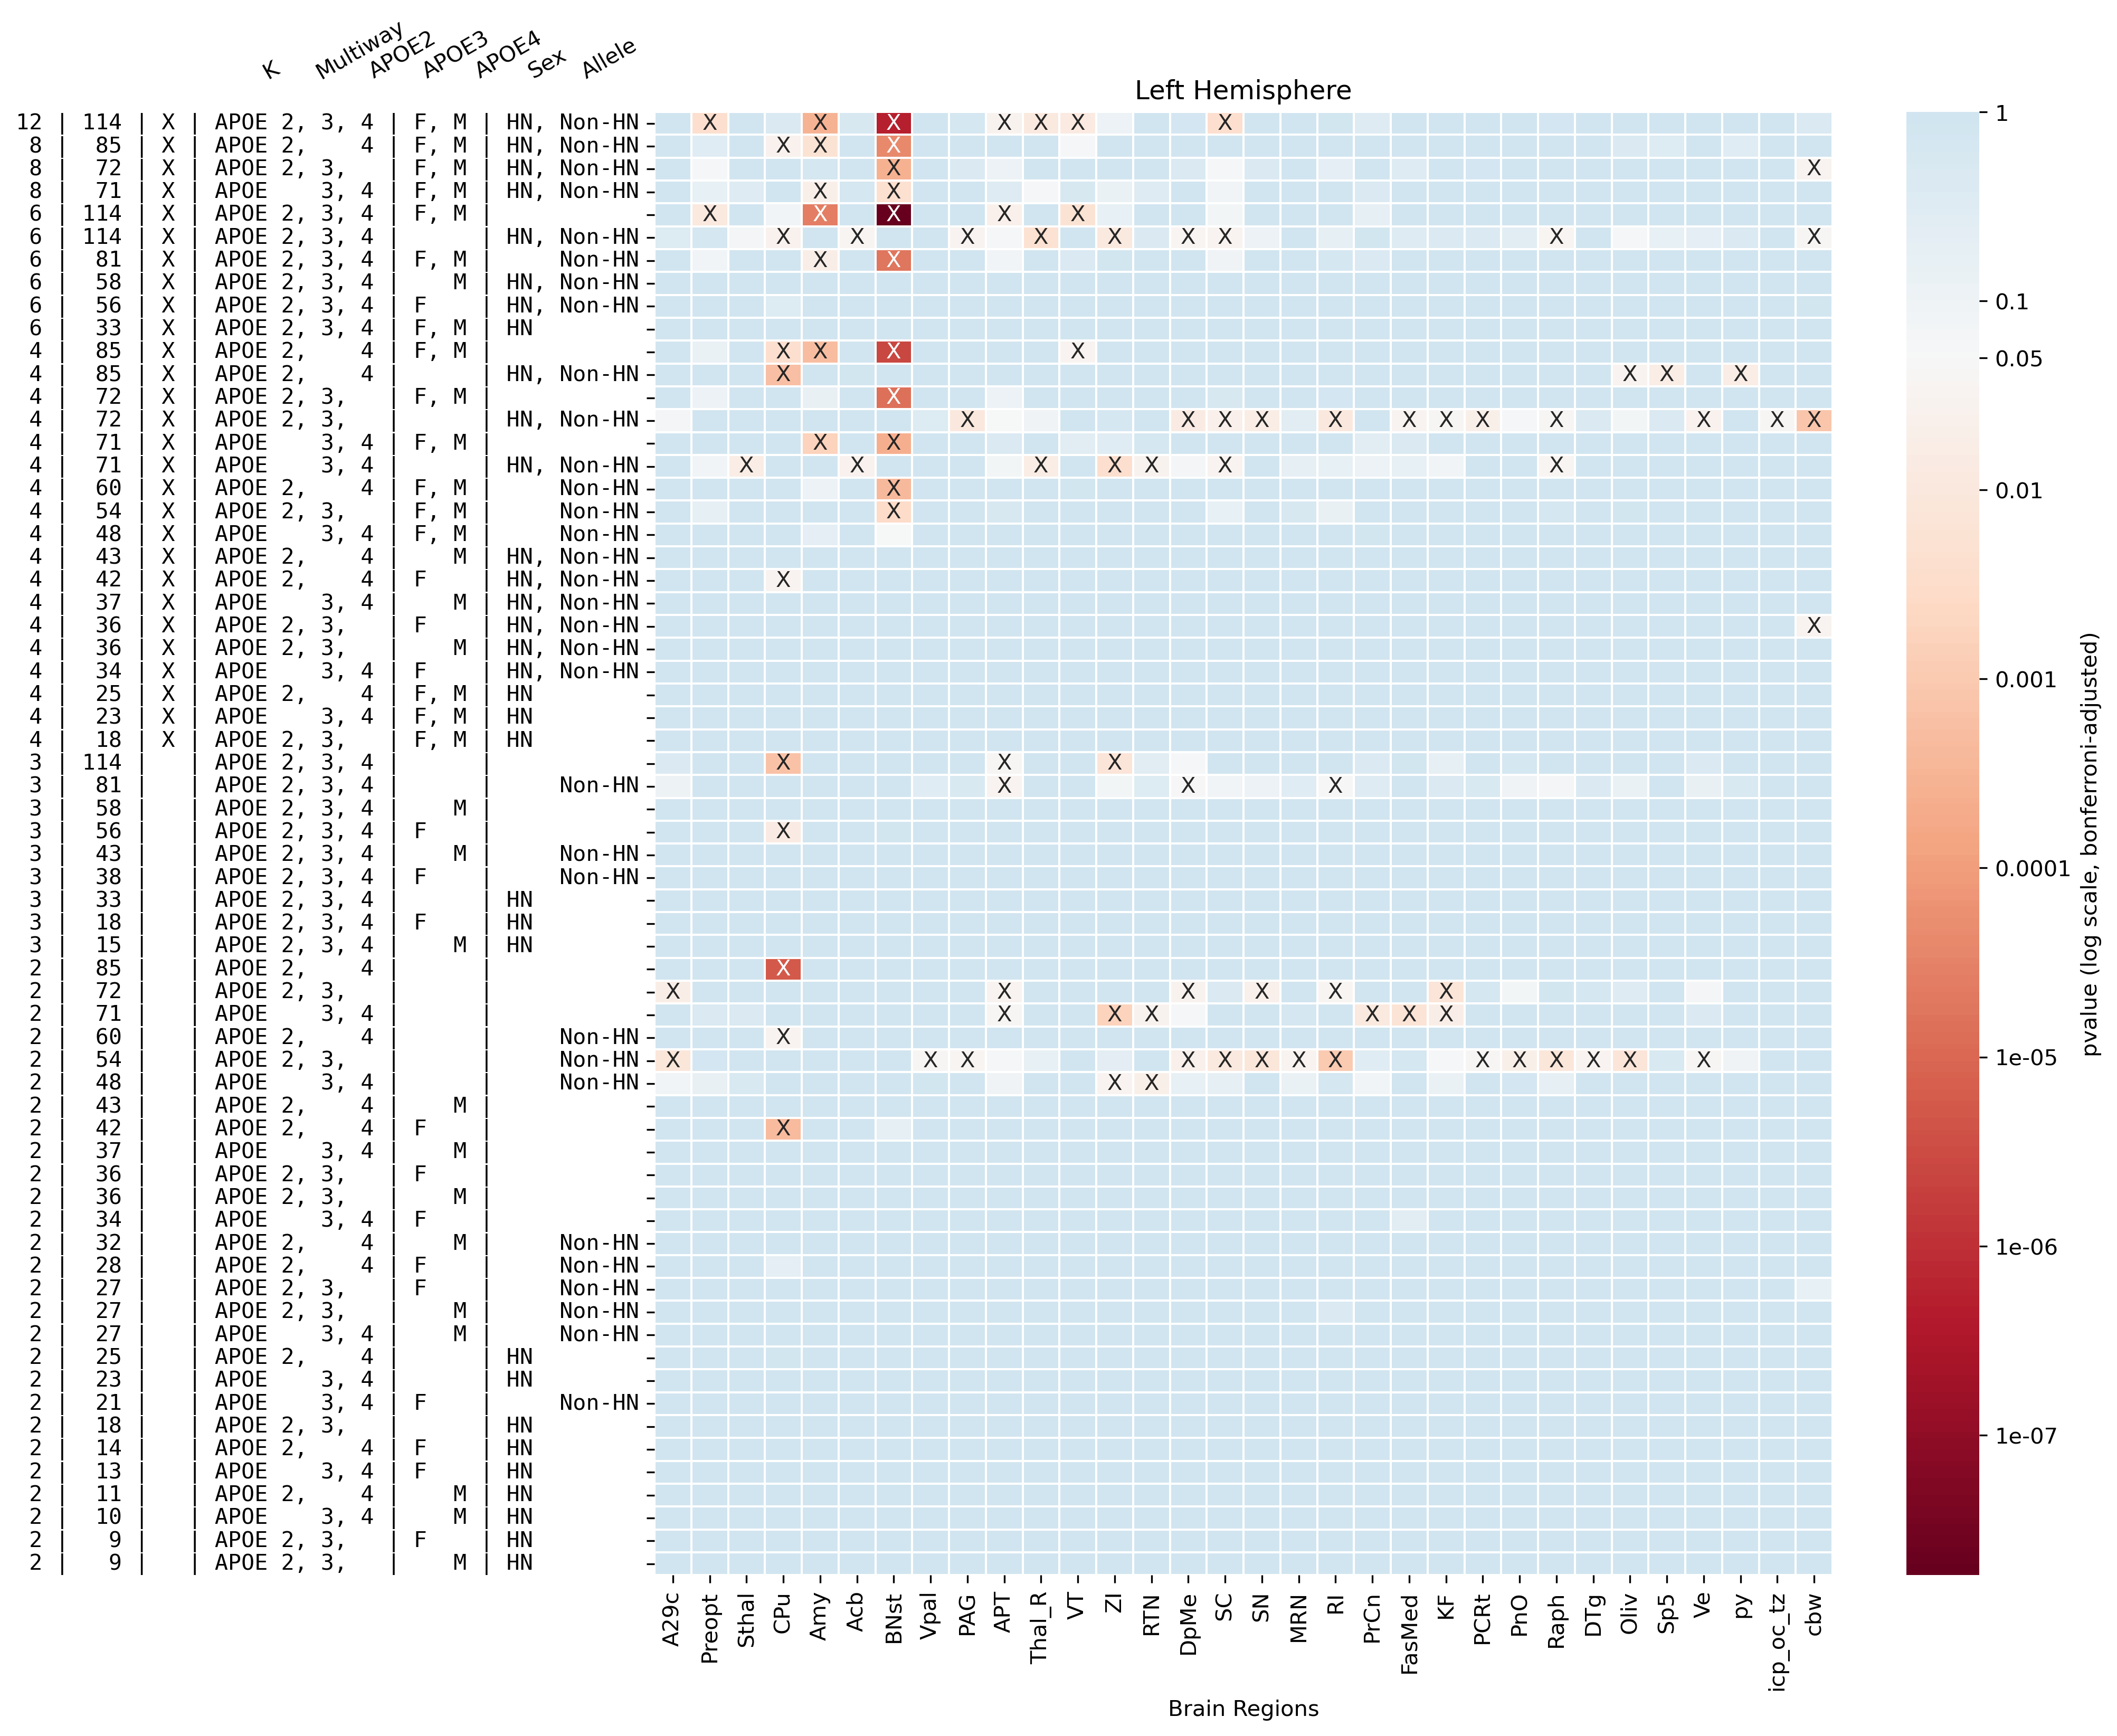 K Multiway APOE2 APOE3 APOE4 Sex Allele
Left Hemisphere
12 | 114 | X | APOE 2, 3, 4 | F, M | HN, Non-HN X X X X X X X
8 | 85 | X | APOE 2, 4 | F, M | HN, Non-HN X X X
8 | 72 | X | APOE 2, 3, | F, M | HN, Non-HN X X
8 | 71 | X | APOE 3, 4 | F, M | HN, Non-HN X X
6 | 114 | X | APOE 2, 3, 4 | F, M | X X X X X
6 | 114 | X | APOE 2, 3, 4 | | HN, Non-HN X X X X X X X X X
6 | 81 | X | APOE 2, 3, 4 | F, M | Non-HN X X
6 | 58 | X | APOE 2, 3, 4 | M | HN, Non-HN
6 | 56 | X | APOE 2, 3, 4 | F | HN, Non-HN
6 | 33 | X | APOE 2, 3, 4 | F, M | HN
4 | 85 | X | APOE 2, 4 | F, M | X X X X
4 | 85 | X | APOE 2, 4 | | HN, Non-HN X X X X
4 | 72 | X | APOE 2, 3, | F, M | X
4 | 72 | X | APOE 2, 3, | | HN, Non-HN X X X X X X X X X X X X
4 | 71 | X | APOE 3, 4 | F, M | X X
4 | 71 | X | APOE 3, 4 | | HN, Non-HN X X X X X X X
4 | 60 | X | APOE 2, 4 | F, M | Non-HN X
4 | 54 | X | APOE 2, 3, | F, M | Non-HN X
4 | 48 | X | APOE 3, 4 | F, M | Non-HN
4 | 43 | X | APOE 2, 4 | M | HN, Non-HN
4 | 42 | X | APOE 2, 4 | F | HN, Non-HN X
4 | 37 | X | APOE 3, 4 | M | HN, Non-HN
4 | 36 | X | APOE 2, 3, | F | HN, Non-HN X
4 | 36 | X | APOE 2, 3, | M | HN, Non-HN
4 | 34 | X | APOE 3, 4 | F | HN, Non-HN
4 | 25 | X | APOE 2, 4 | F, M | HN
4 | 23 | X | APOE 3, 4 | F, M | HN
4 | 18 | X | APOE 2, 3, | F, M | HN
3 | 114 | | APOE 2, 3, 4 | | X X X
3 | 81 | | APOE 2, 3, 4 | | Non-HN X X X
3 | 58 | | APOE 2, 3, 4 | M |
3 | 56 | | APOE 2, 3, 4 | F | X
3 | 43 | | APOE 2, 3, 4 | M | Non-HN
3 | 38 | | APOE 2, 3, 4 | F | Non-HN
3 | 33 | | APOE 2, 3, 4 | | HN
3 | 18 | | APOE 2, 3, 4 | F | HN
3 | 15 | | APOE 2, 3, 4 | M | HN
2 | 85 | | APOE 2, 4 | | X
2 | 72 | | APOE 2, 3, | | X X X X X X
2 | 71 | | APOE 3, 4 | | X X X X X X
2 | 60 | | APOE 2, 4 | | Non-HN X
2 | 54 | | APOE 2, 3, | | Non-HN X X X X X X X X X X X X X X
2 | 48 | | APOE 3, 4 | | Non-HN X X
2 | 43 | | APOE 2, 4 | M |
2 | 42 | | APOE 2, 4 | F | X
2 | 37 | | APOE 3, 4 | M |
2 | 36 | | APOE 2, 3, | F |
2 | 36 | | APOE 2, 3, | M |
2 | 34 | | APOE 3, 4 | F |
2 | 32 | | APOE 2, 4 | M | Non-HN
2 | 28 | | APOE 2, 4 | F | Non-HN
2 | 27 | | APOE 2, 3, | F | Non-HN
2 | 27 | | APOE 2, 3, | M | Non-HN
2 | 27 | | APOE 3, 4 | M | Non-HN
2 | 25 | | APOE 2, 4 | | HN
2 | 23 | | APOE 3, 4 | | HN
2 | 21 | | APOE 3, 4 | F | Non-HN
2 | 18 | | APOE 2, 3, | | HN
2 | 14 | | APOE 2, 4 | F | HN
2 | 13 | | APOE 3, 4 | F | HN
2 | 11 | | APOE 2, 4 | M | HN
2 | 10 | | APOE 3, 4 | M | HN
2 | 9 | | APOE 2, 3, | F | HN
2 | 9 | | APOE 2, 3, | M | HN
A29c Preopt Sthal CPu Amy Acb BNst Vpal PAG APT Thal_R VT ZI RTN DpMe SC SN MRN RI PrCn FasMed KF PCRt PnO Raph DTg Oliv Sp5 Ve py icp_oc_tz cbw
Brain Regions
1
0.1
0.05
0.01
0.001
0.0001
1e-05
1e-06
1e-07
pvalue (log scale, bonferroni-adjusted)